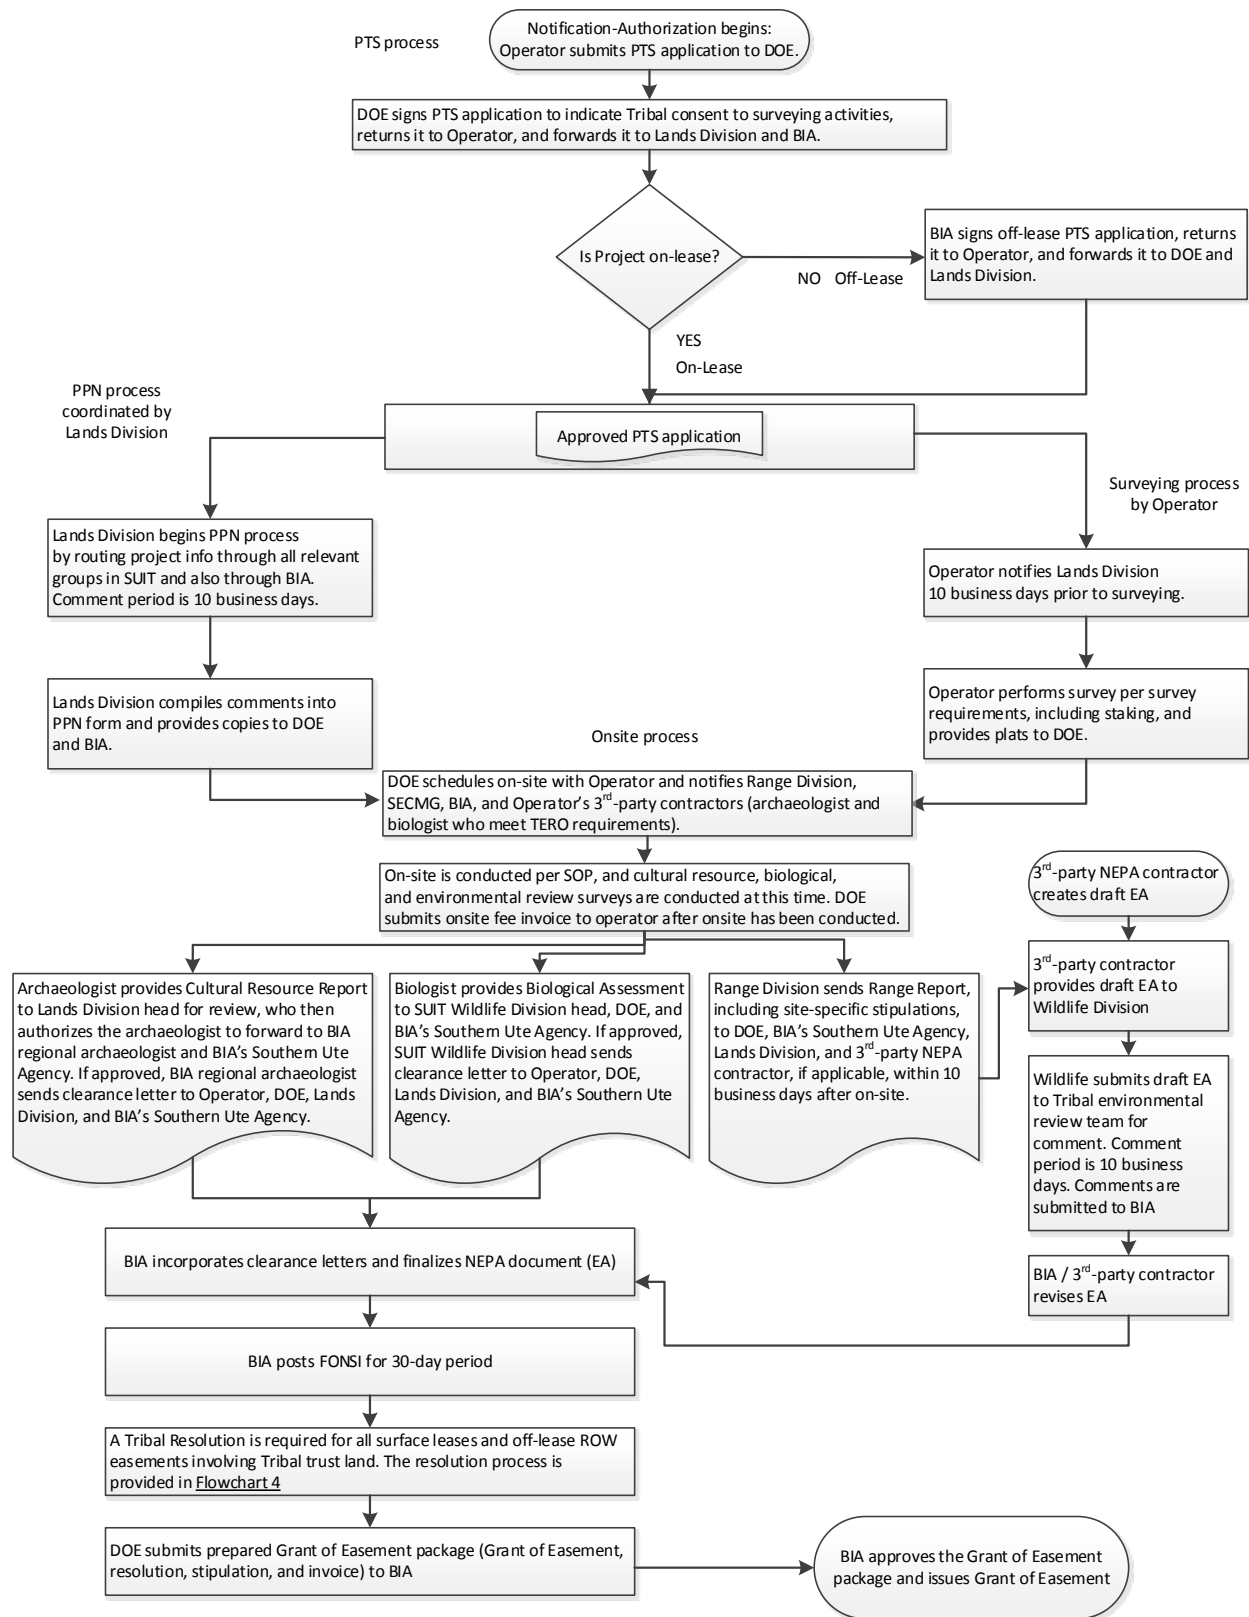 PTS process
Notification-Authorization begins:
Operator submits PTS application to DOE.
DOE signs PTS application to indicate Tribal consent to surveying activities,
returns it to Operator, and forwards it to Lands Division and BIA.
Is Project on-lease?
NO Off-Lease
BIA signs off-lease PTS application, returns
it to Operator, and forwards it to DOE and
Lands Division.
YES
On-Lease
PPN process
coordinated by
Lands Division
Approved PTS application
Surveying process
by Operator
Lands Division begins PPN process
by routing project info through all relevant
groups in SUIT and also through BIA.
Comment period is 10 business days.
Operator notifies Lands Division
10 business days prior to surveying.
Lands Division compiles comments into
PPN form and provides copies to DOE
and BIA.
Operator performs survey per survey
requirements, including staking, and
provides plats to DOE.
Onsite process
DOE schedules on-site with Operator and notifies Range Division,
SECMG, BIA, and Operator’s 3rd-party contractors (archaeologist and
biologist who meet TERO requirements).
On-site is conducted per SOP, and cultural resource, biological,
and environmental review surveys are conducted at this time. DOE
submits onsite fee invoice to operator after onsite has been conducted.
3rd-party NEPA contractor
creates draft EA
Archaeologist provides Cultural Resource Report
to Lands Division head for review, who then
authorizes the archaeologist to forward to BIA
regional archaeologist and BIA’s Southern Ute
Agency. If approved, BIA regional archaeologist
sends clearance letter to Operator, DOE, Lands
Division, and BIA’s Southern Ute Agency.
Biologist provides Biological Assessment
to SUIT Wildlife Division head, DOE, and
BIA’s Southern Ute Agency. If approved,
SUIT Wildlife Division head sends
clearance letter to Operator, DOE,
Lands Division, and BIA’s Southern Ute
Agency.
Range Division sends Range Report,
including site-specific stipulations,
to DOE, BIA’s Southern Ute Agency,
Lands Division, and 3rd-party NEPA
contractor, if applicable, within 10
business days after on-site.
3rd-party contractor
provides draft EA to
Wildlife Division
Wildlife submits draft EA
to Tribal environmental
review team for
comment. Comment
period is 10 business
days. Comments are
submitted to BIA
BIA / 3rd-party contractor
revises EA
BIA incorporates clearance letters and finalizes NEPA document (EA)
BIA posts FONSI for 30-day period
A Tribal Resolution is required for all surface leases and off-lease ROW
easements involving Tribal trust land. The resolution process is
provided in Flowchart 4
DOE submits prepared Grant of Easement package (Grant of Easement,
resolution, stipulation, and invoice) to BIA
BIA approves the Grant of Easement
package and issues Grant of Easement